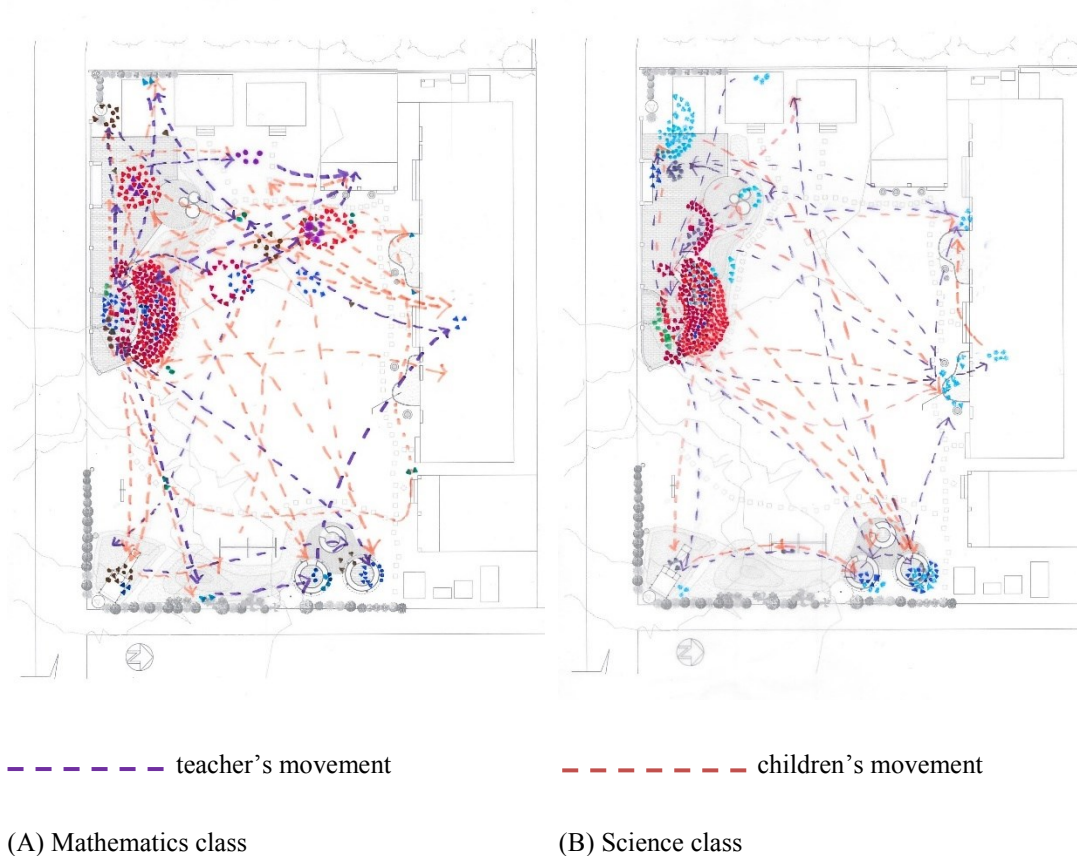 N
N
teacher's movement
children's movement
(A) Mathematics class
(B) Science class